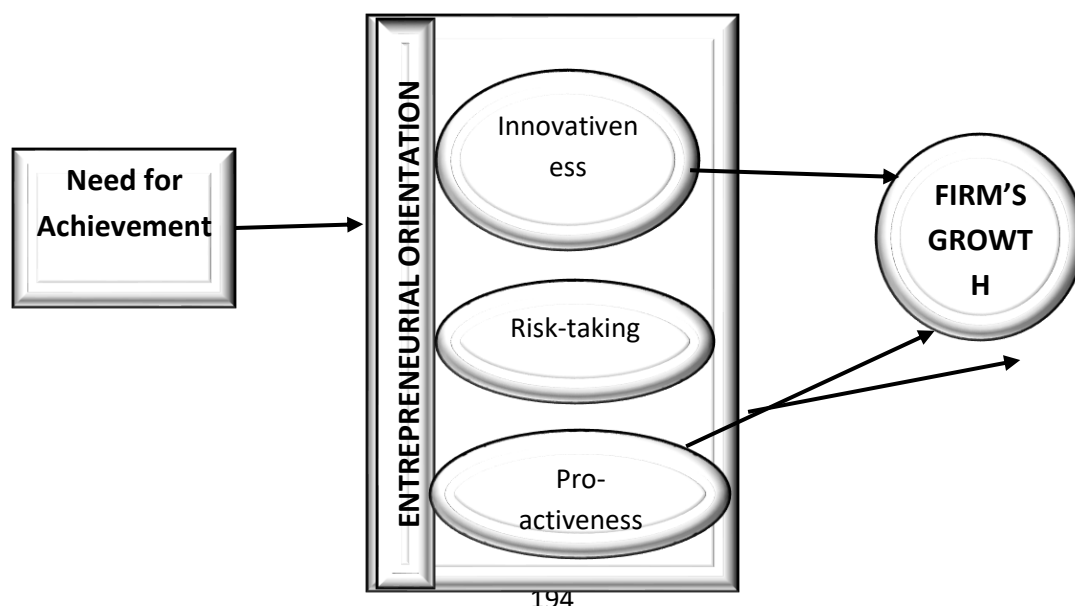 Need for
Achievement
ENTREPRENEURIAL ORIENTATION
Innovativen
ess
Risk-taking
Pro-
activeness
FIRM’S
GROWT
H
194